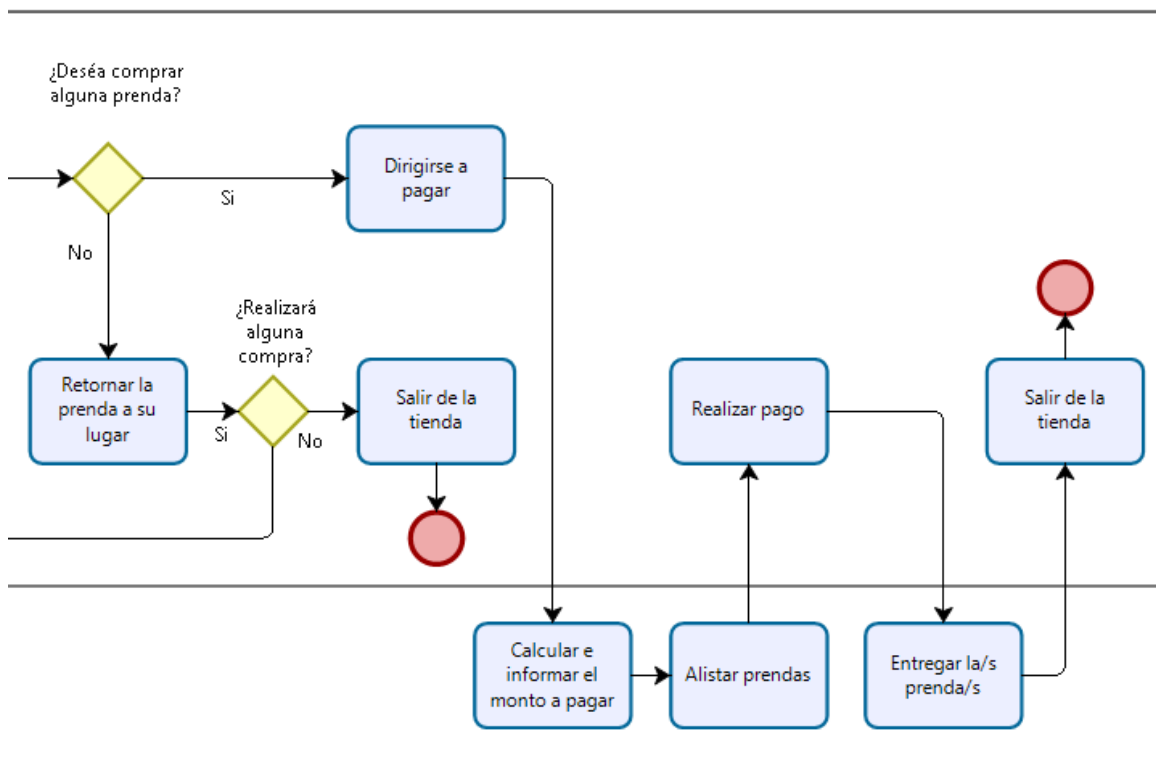 ¿Deséa comprar
alguna prenda?
Si
Dirigirse a
pagar
No
¿Realizará
alguna
compra?
Retornar la
prenda a su
lugar
Si
No
Salir de la
tienda
Realizar pago
Salir de la
tienda
Calcular e
informar el
monto a pagar
Alistar prendas
Entregar la/s
prenda/s